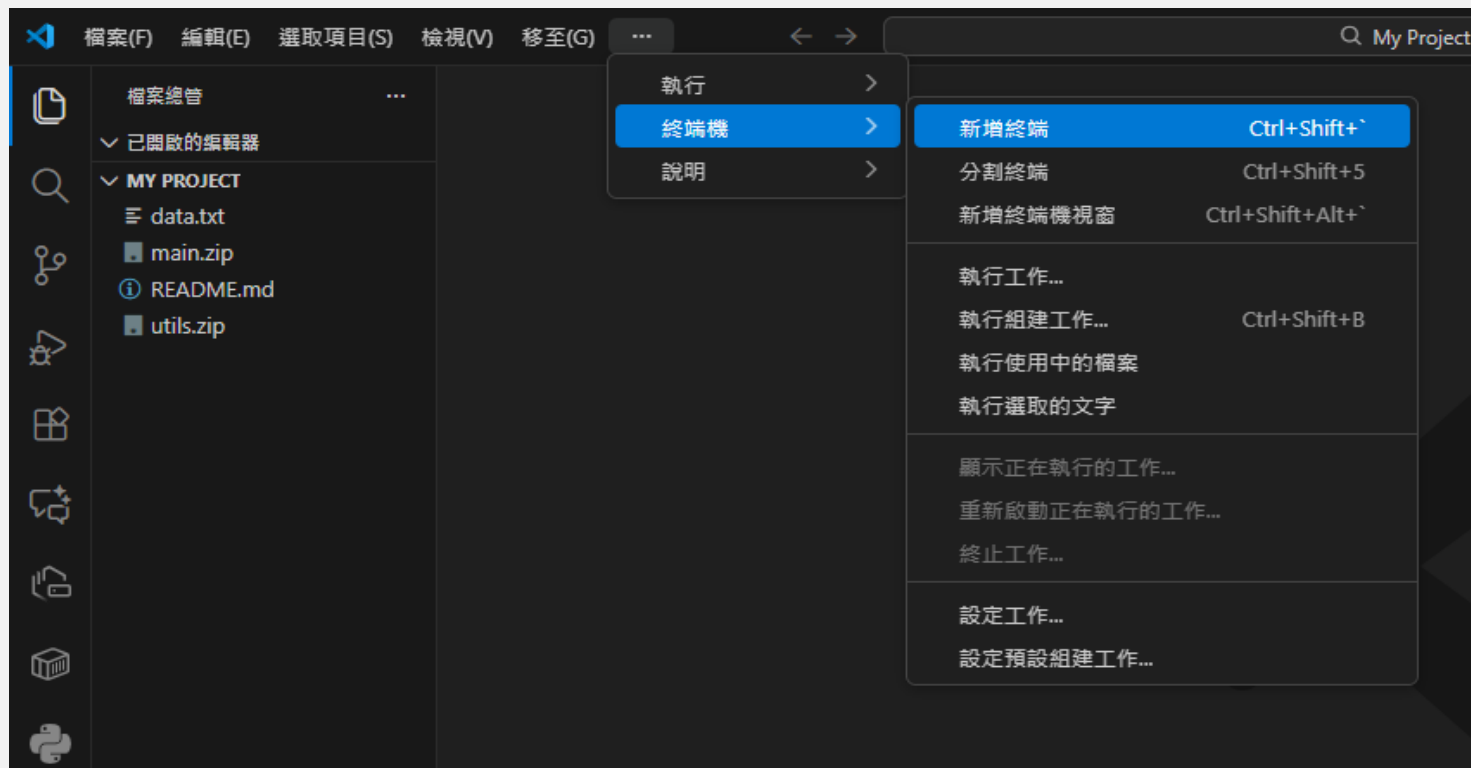 檔案(F) 編輯(E) 選取項目(S) 檢視(V) 移至(G) ... My Project
檔案總管 ...
已開啟的編輯器
MY PROJECT
data.txt
main.zip
README.md
utils.zip
執行
終端機
說明
新增終端 Ctrl+Shift+`
分割終端 Ctrl+Shift+5
新增終端機視窗 Ctrl+Shift+Alt+`
執行工作...
執行組建工作... Ctrl+Shift+B
執行使用中的檔案
執行選取的文字
顯示正在執行的工作...
重新啟動正在執行的工作...
終止工作...
設定工作...
設定預設組建工作...